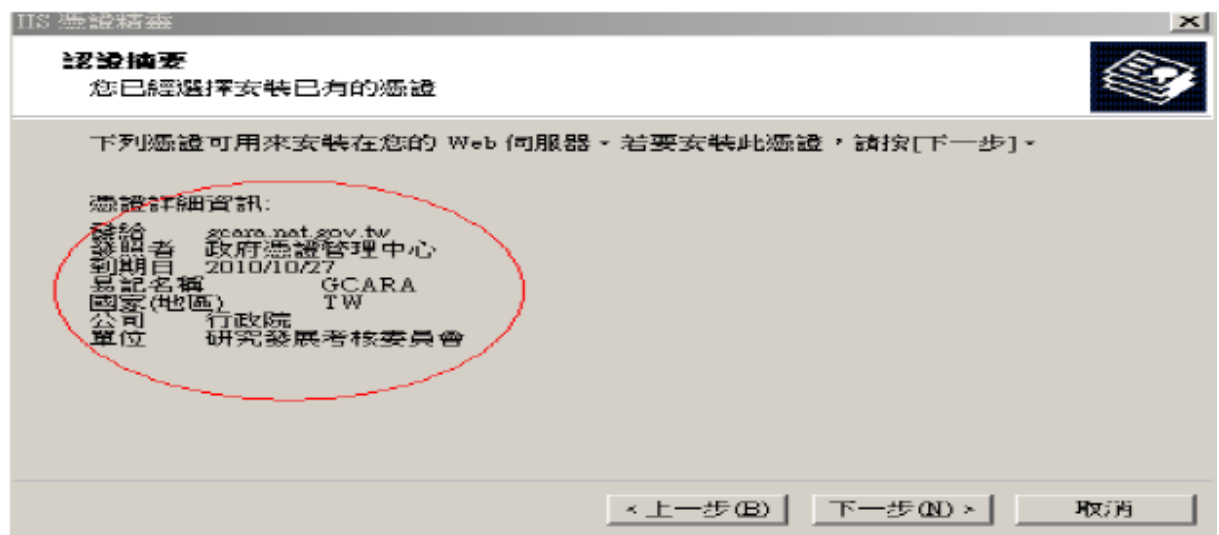 IIS 憑證精靈
認證摘要
您已經選擇安裝已有的憑證
下列憑證可用來安裝在您的 Web 伺服器。若要安裝此憑證，請按[下一步]。
憑證詳細資訊:
發給 gcara.nat.gov.tw
發照者 政府憑證管理中心
到期日 2010/10/27
易記名稱 GCARA
國家(地區) TW
公司 行政院
單位 研究發展考核委員會
<上一步(B) 下一步(N)> 取消